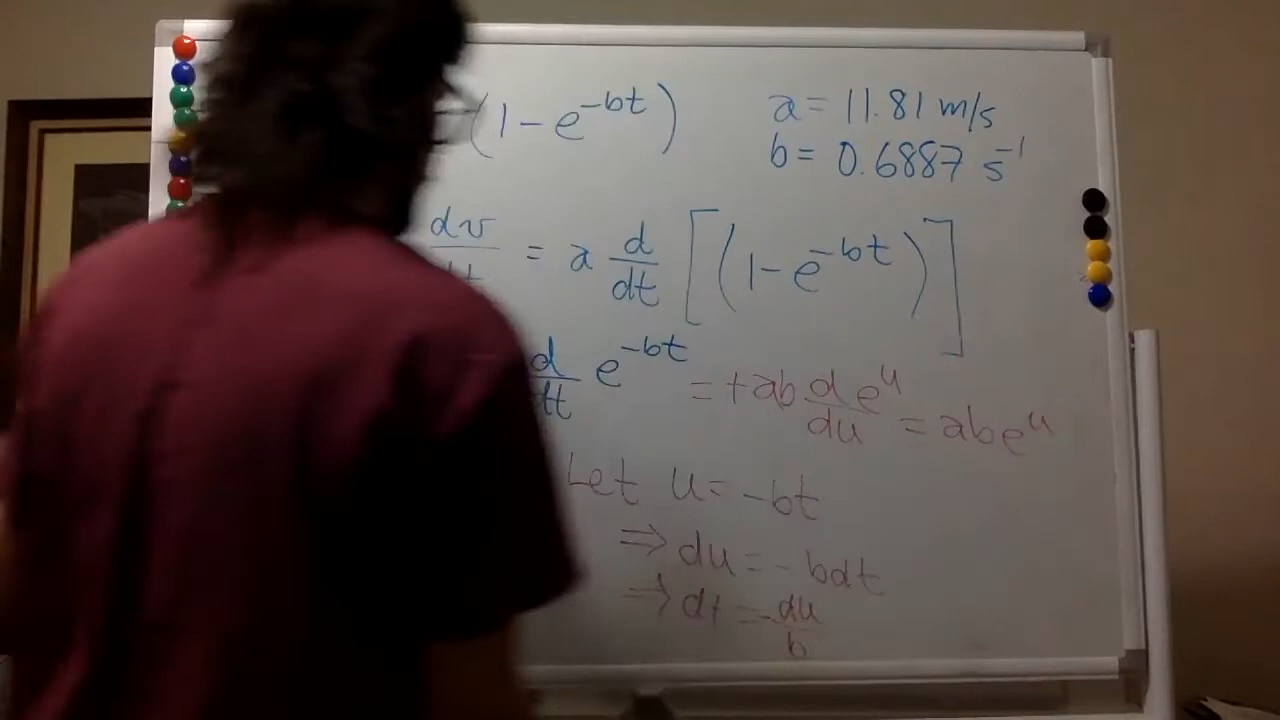 (1-e^{-bt})
a = 11.81 m/s
b = 0.6887 s^{-1}
dv/dt = a d/dt [(1-e^{-bt})]
d/dt e^{-bt} = +ab d/du e^u = abe^u
Let u = -bt
⇒ du = -bdt
⇒ dt = -du/b